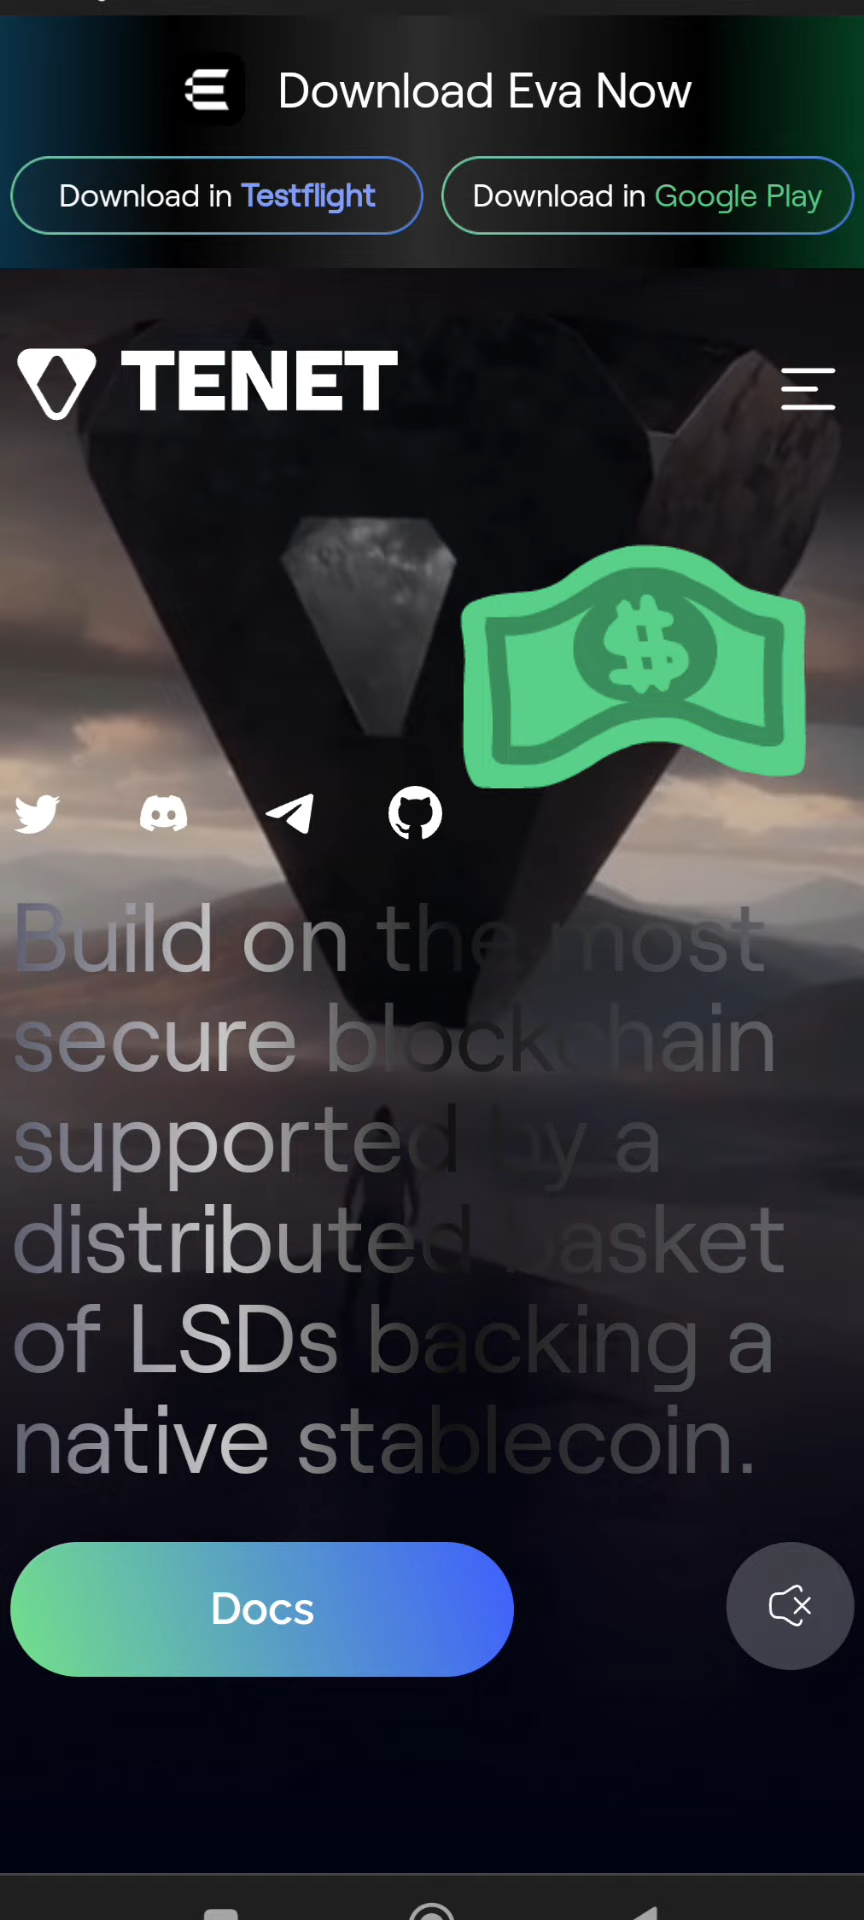 Download Eva Now
Download in Testflight
Download in Google Play
TENET
$
Build on the most
secure blockchain
supported by a
distributed basket
of LSDs backing a
native stablecoin.
Docs